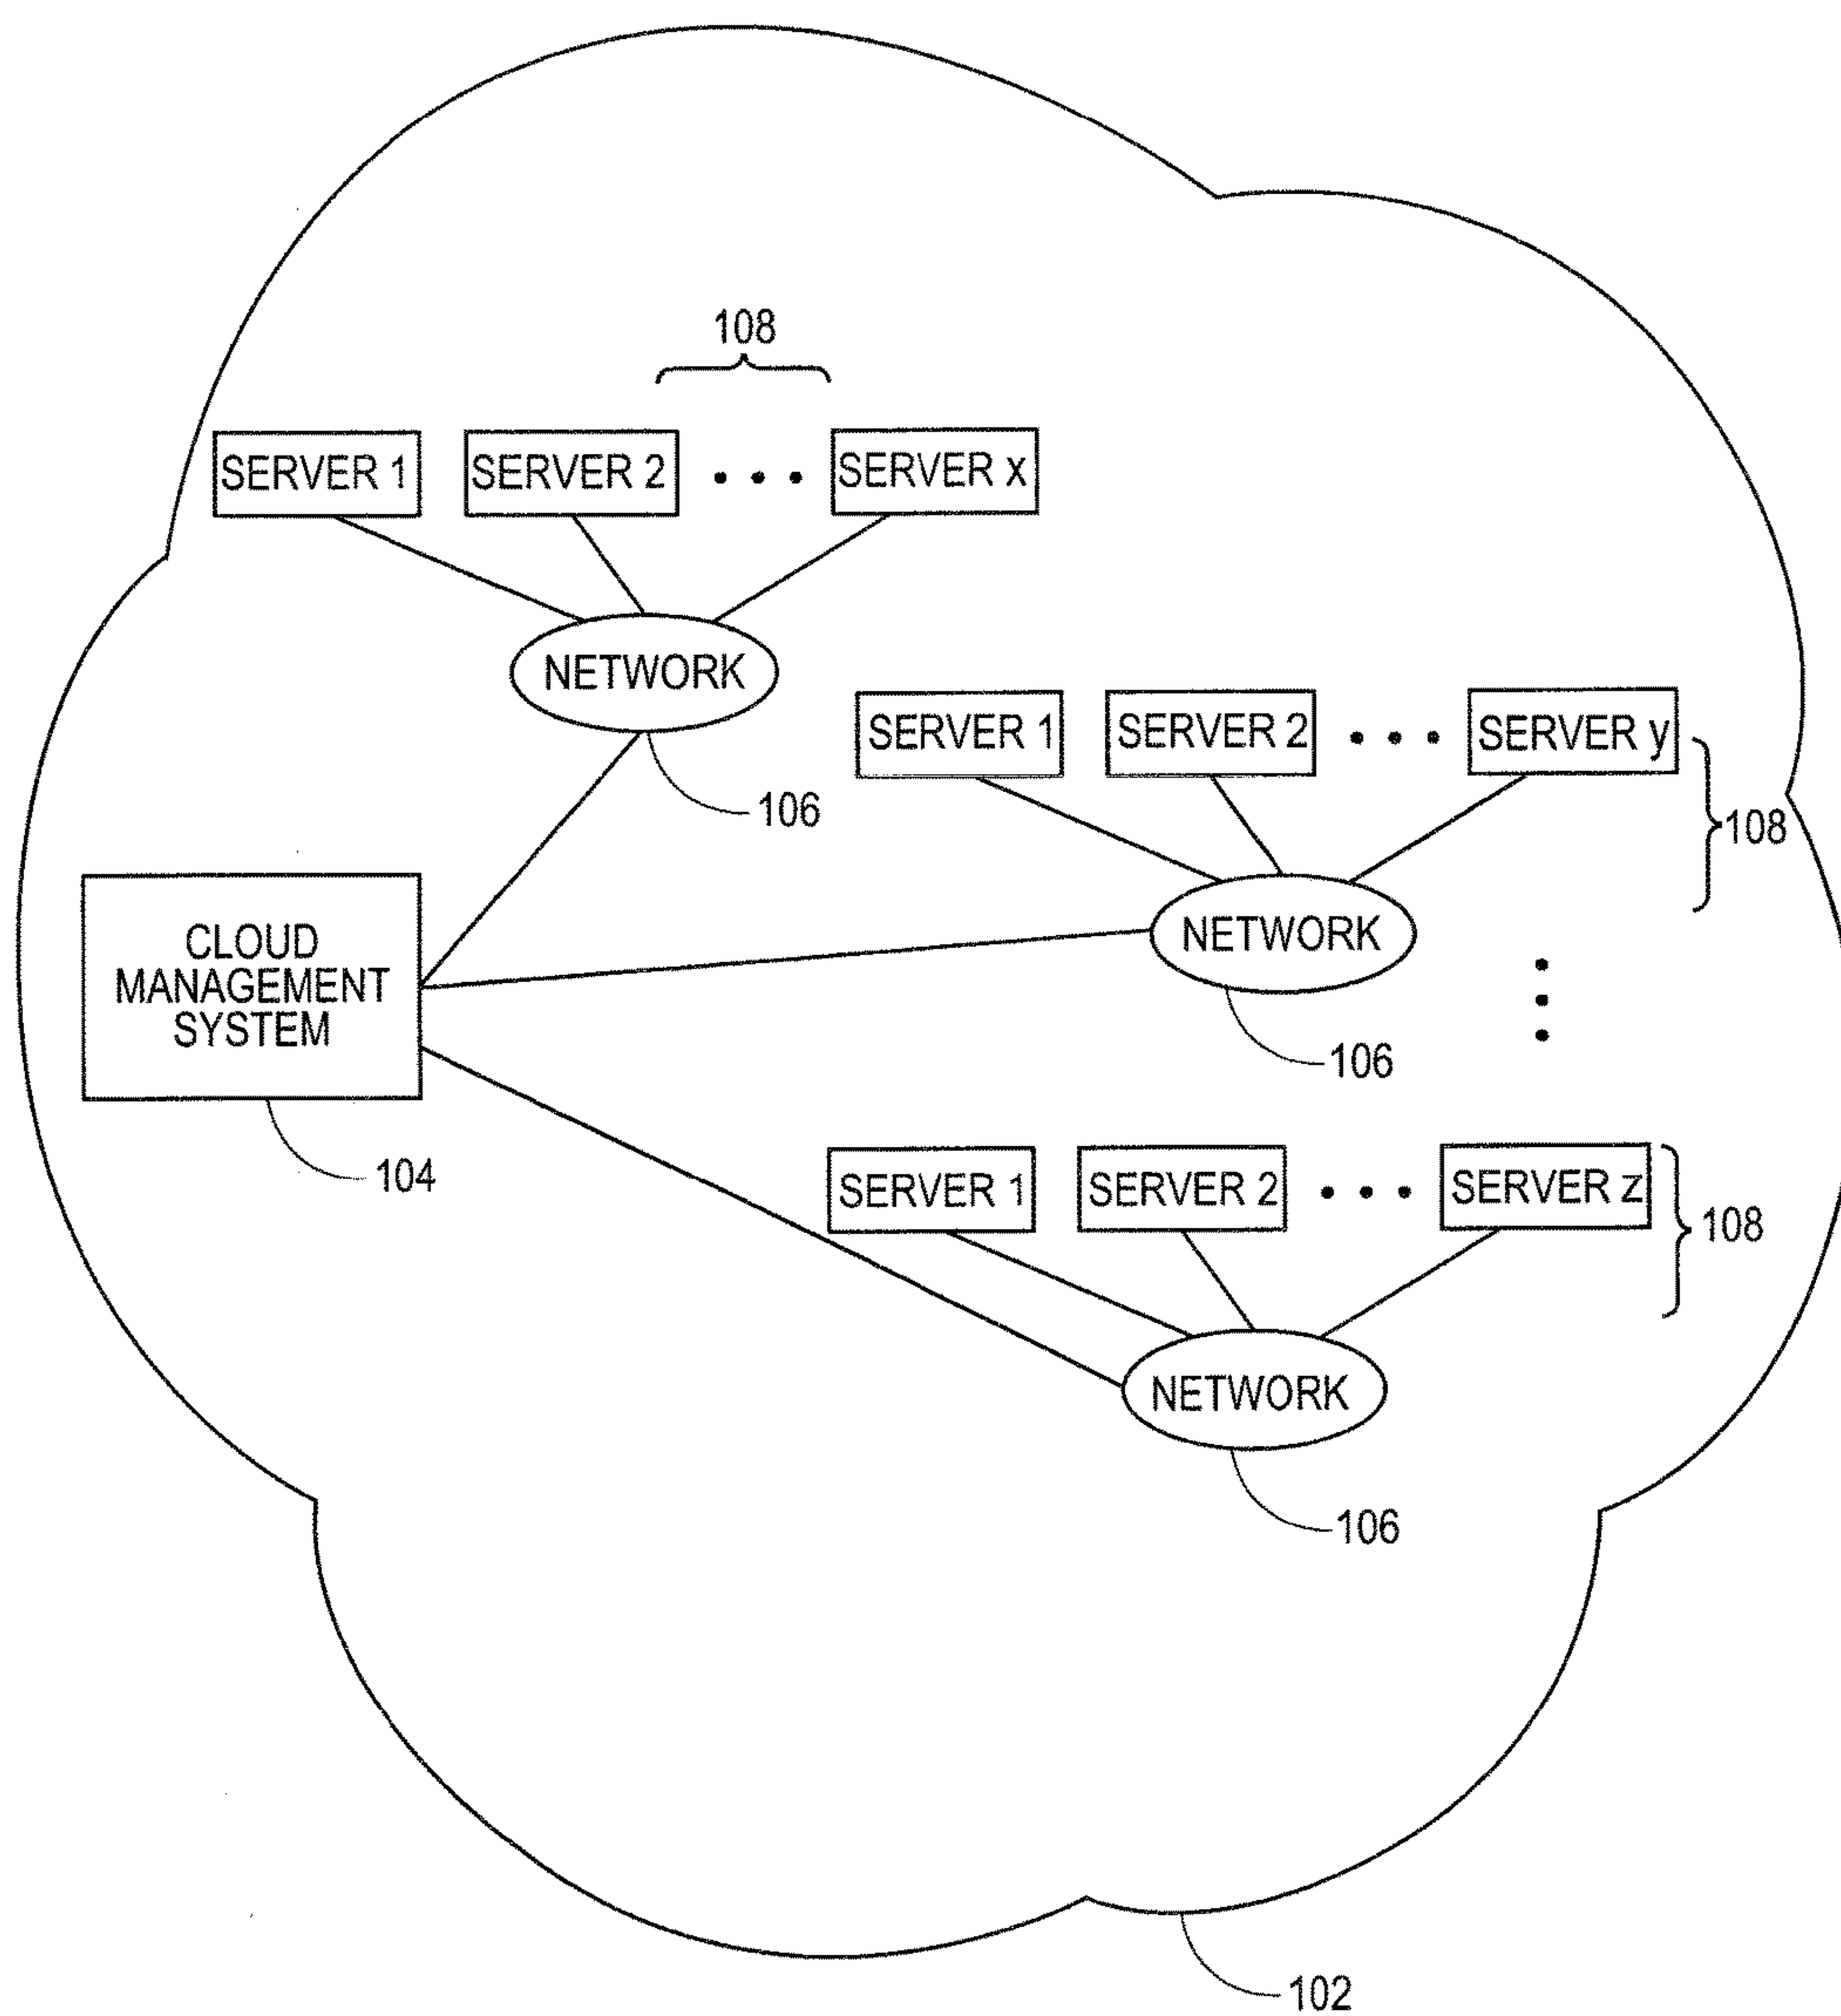 108
SERVER 1 SERVER 2 • • • SERVER x
NETWORK
106
SERVER 1 SERVER 2 • • • SERVER y
108
NETWORK
106
CLOUD
MANAGEMENT
SYSTEM
104
SERVER 1 SERVER 2 • • • SERVER z
108
NETWORK
106
102